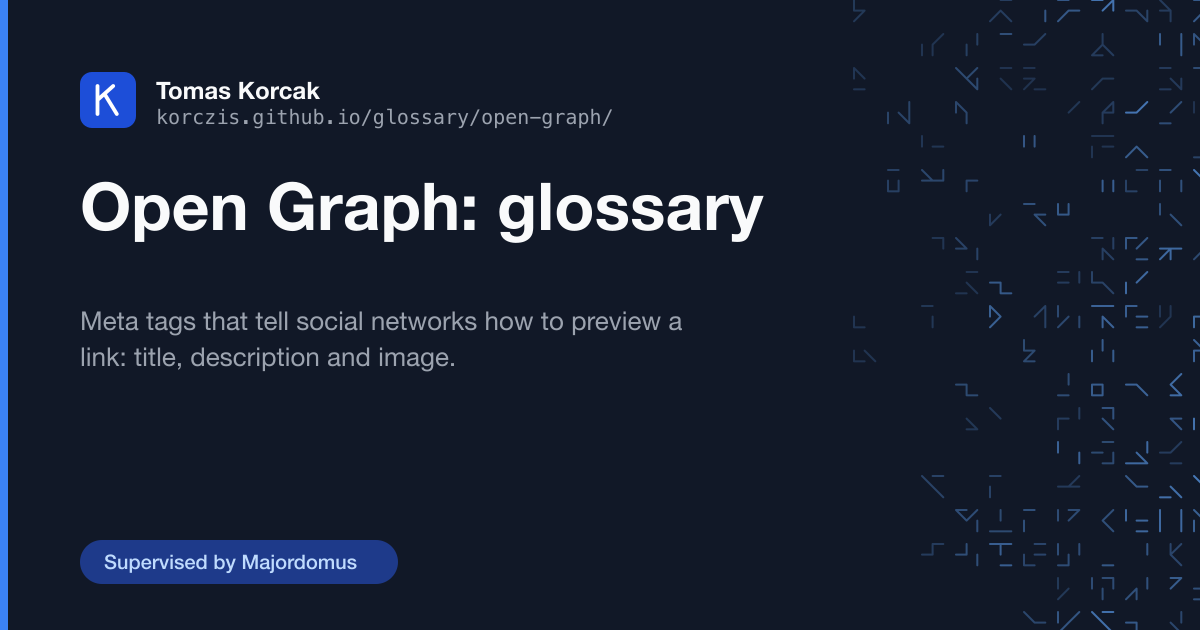 K
Tomas Korcak
korczis.github.io/glossary/open-graph/
Open Graph: glossary
Meta tags that tell social networks how to preview a
link: title, description and image.
Supervised by Majordomus